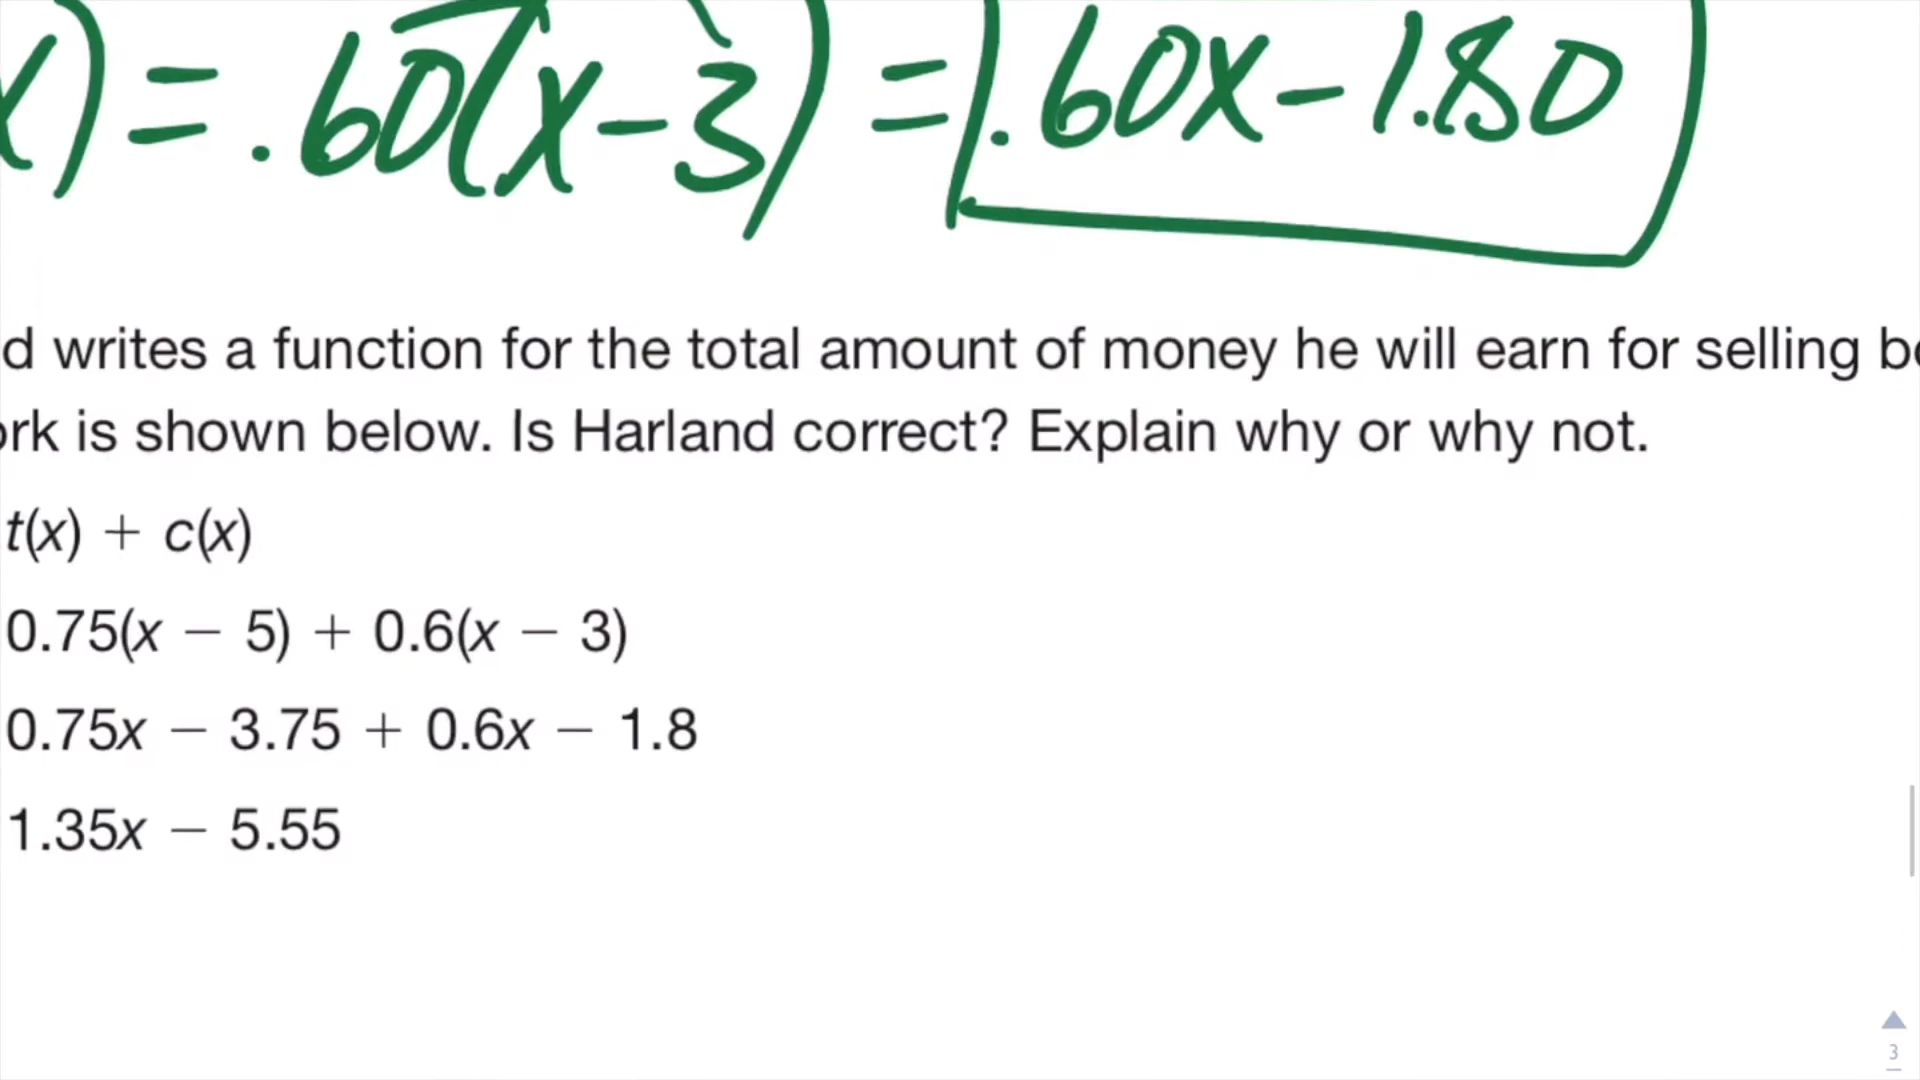 x) = .60(x-3) = .60x-1.80
d writes a function for the total amount of money he will earn for selling
ork is shown below. Is Harland correct? Explain why or why not.
t(x) + c(x)
0.75(x − 5) + 0.6(x − 3)
0.75x − 3.75 + 0.6x − 1.8
1.35x − 5.55
3